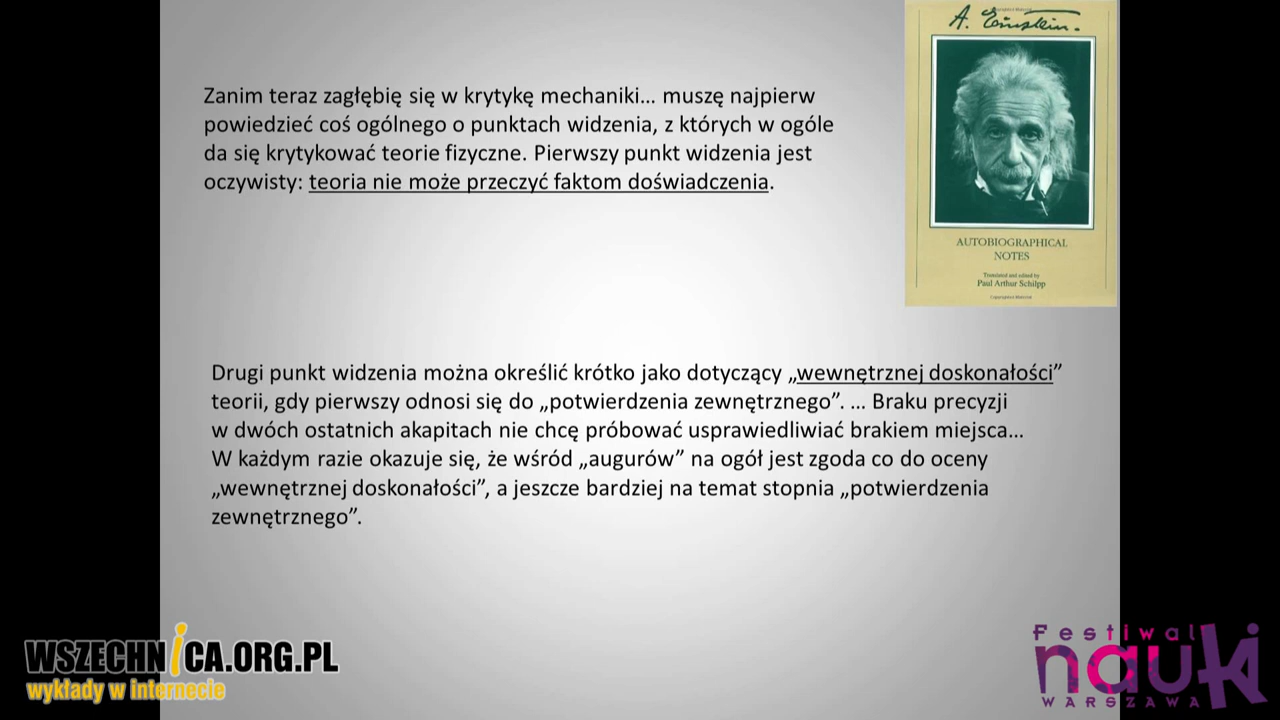 Zanim teraz zagłębię się w krytykę mechaniki... muszę najpierw
powiedzieć coś ogólnego o punktach widzenia, z których w ogóle
da się krytykować teorie fizyczne. Pierwszy punkt widzenia jest
oczywisty: teoria nie może przeczyć faktom doświadczenia.
A. Einstein.
AUTOBIOGRAPHICAL
NOTES
Translated and edited by
Paul Arthur Schilpp
Copyrighted Material
Drugi punkt widzenia można określić krótko jako dotyczący „wewnętrznej doskonałości”
teorii, gdy pierwszy odnosi się do „potwierdzenia zewnętrznego”. ... Braku precyzji
w dwóch ostatnich akapitach nie chcę próbować usprawiedliwiać brakiem miejsca...
W każdym razie okazuje się, że wśród „augurów” na ogół jest zgoda co do oceny
„wewnętrznej doskonałości”, a jeszcze bardziej na temat stopnia „potwierdzenia
zewnętrznego”.
WSZECHNICA.ORG.PL
wykłady w internecie
Festiwal
nauki
WARSZAWA